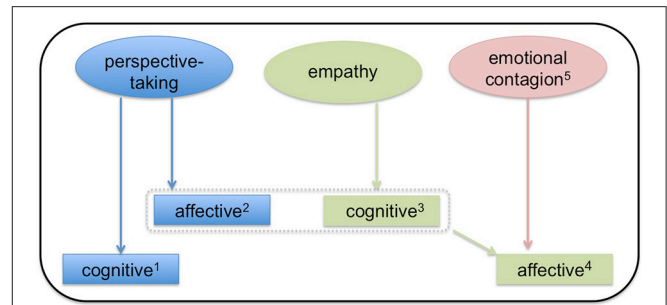 perspective-
taking
empathy
emotional
contagion⁵
affective²
cognitive³
cognitive¹
affective⁴